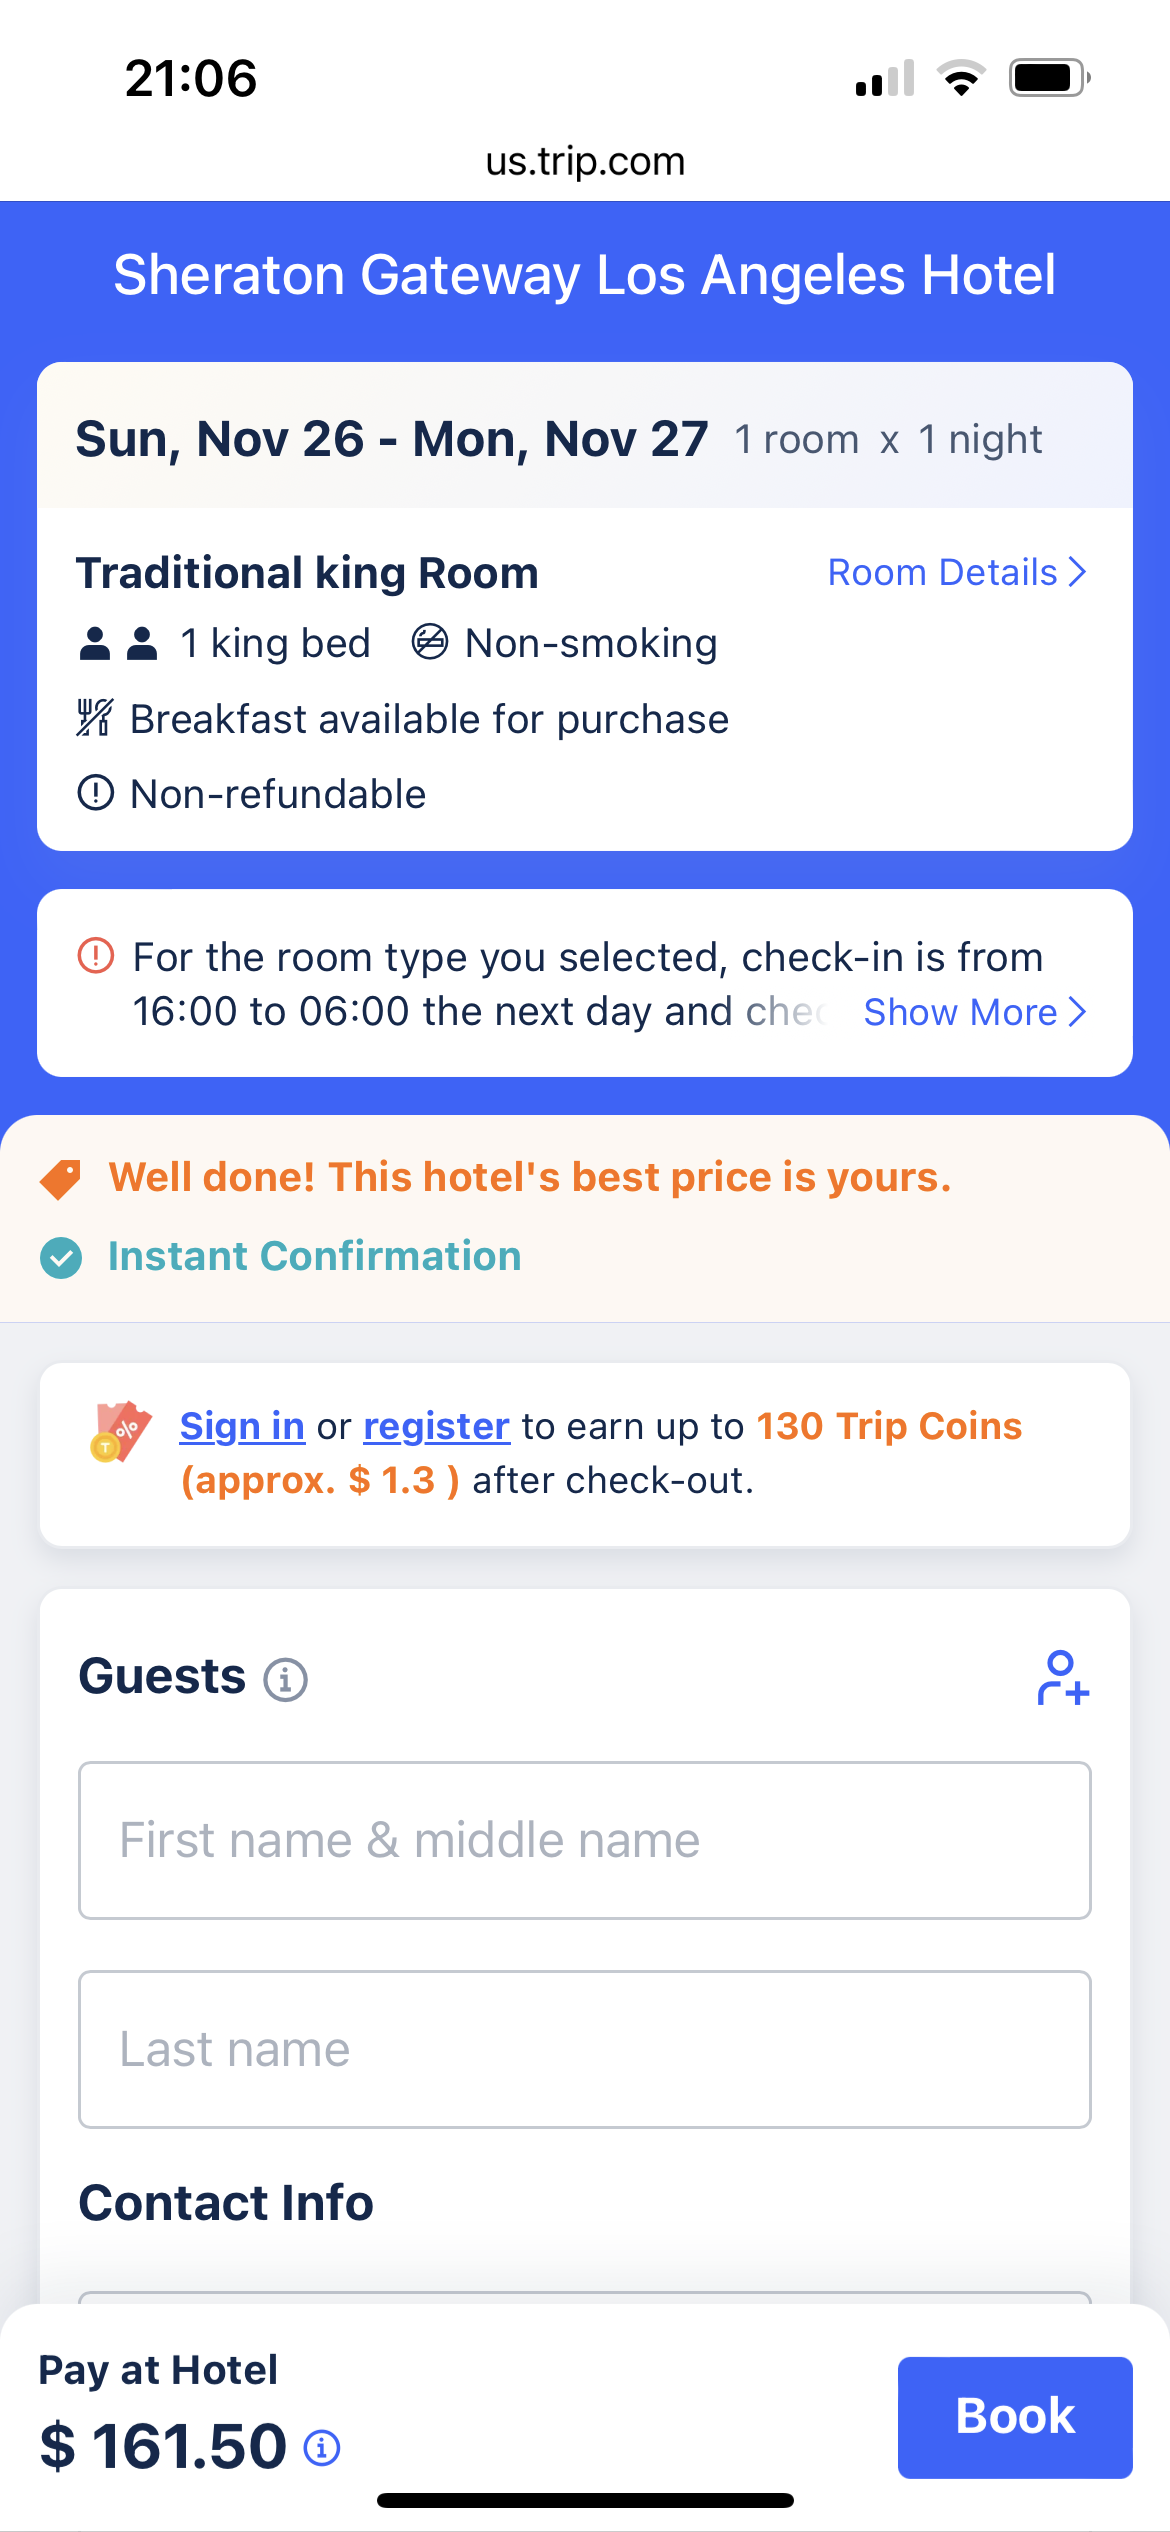 21:06
us.trip.com
Sheraton Gateway Los Angeles Hotel
Sun, Nov 26 - Mon, Nov 27 1 room x 1 night
Traditional king Room Room Details
1 king bed Non-smoking
Breakfast available for purchase
Non-refundable
For the room type you selected, check-in is from
16:00 to 06:00 the next day and chec Show More
Well done! This hotel's best price is yours.
Instant Confirmation
Sign in or register to earn up to 130 Trip Coins
(approx. $ 1.3 ) after check-out.
Guests
First name & middle name
Last name
Contact Info
Pay at Hotel
$ 161.50
Book